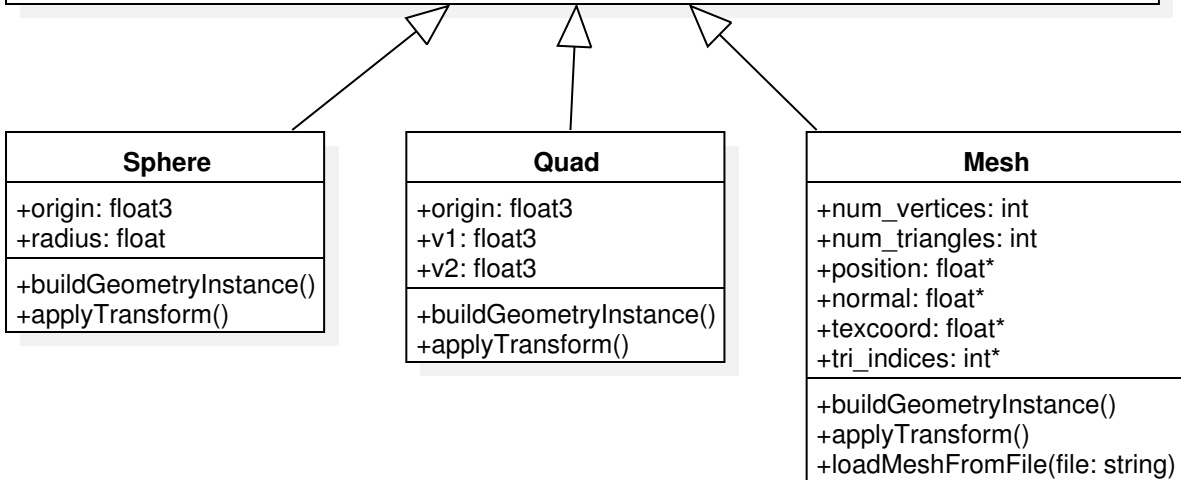 Sphere
+origin: float3
+radius: float
+buildGeometryInstance()
+applyTransform()
Quad
+origin: float3
+v1: float3
+v2: float3
+buildGeometryInstance()
+applyTransform()
Mesh
+num_vertices: int
+num_triangles: int
+position: float*
+normal: float*
+texcoord: float*
+tri_indices: int*
+buildGeometryInstance()
+applyTransform()
+loadMeshFromFile(file: string)